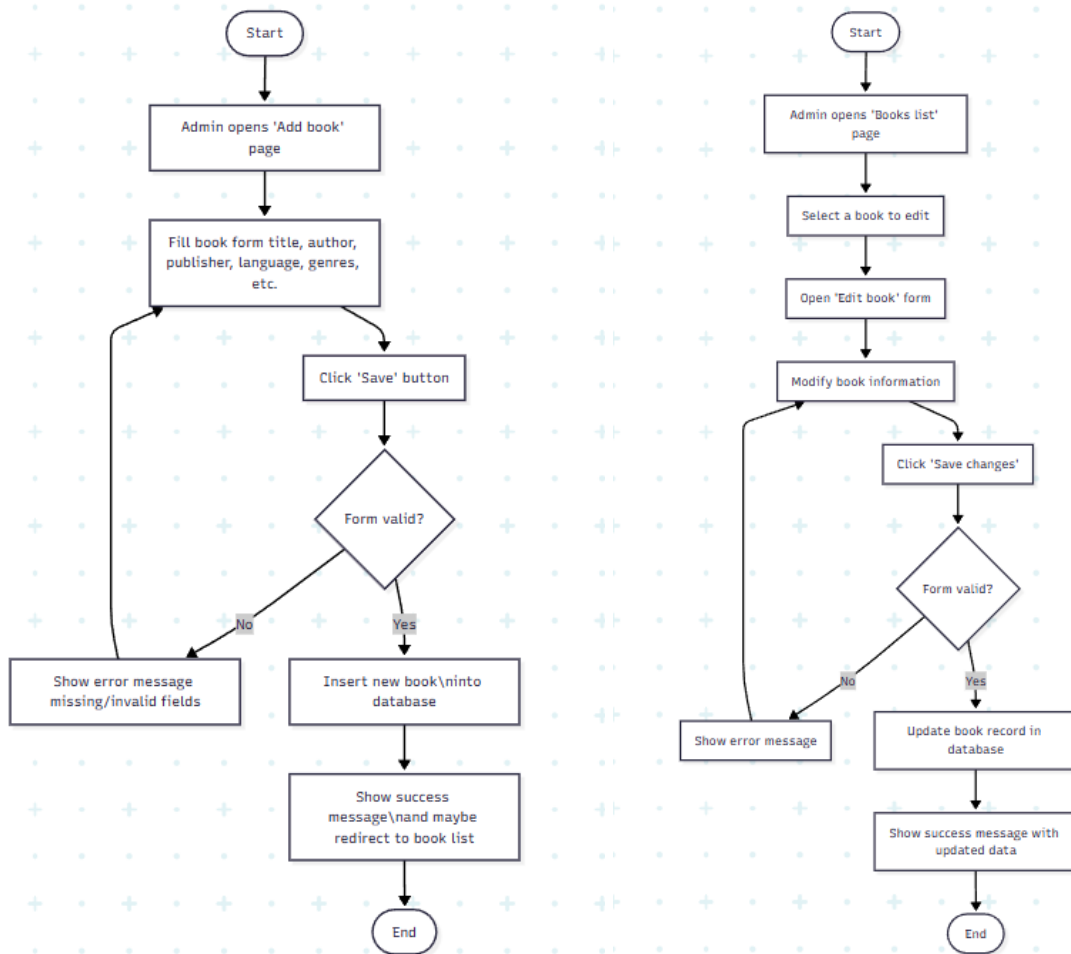 Start
Admin opens 'Add book'
page
Fill book form title, author,
publisher, language, genres,
etc.
Click 'Save' button
Form valid?
No
Yes
Show error message
missing/invalid fields
Insert new book\ninto
database
Show success
message\nand maybe
redirect to book list
End
Start
Admin opens 'Books list'
page
Select a book to edit
Open 'Edit book' form
Modify book information
Click 'Save changes'
Form valid?
No
Yes
Show error message
Update book record in
database
Show success message with
updated data
End